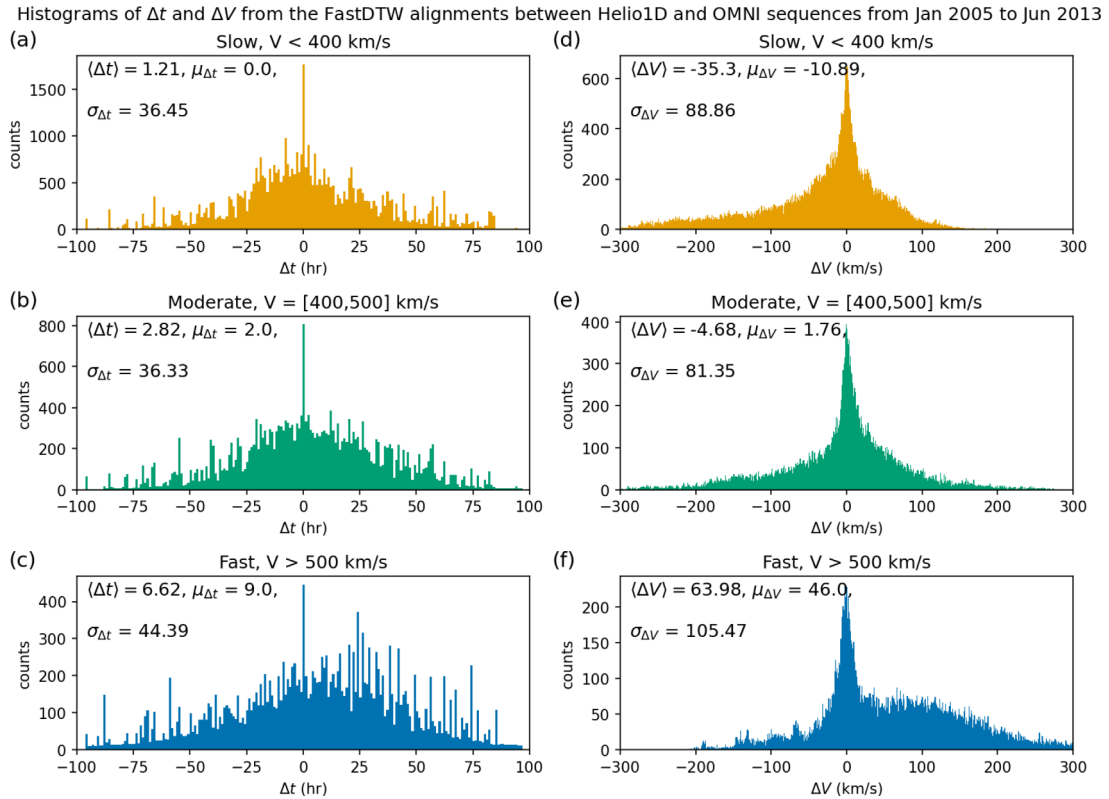 Histograms of Δt and ΔV from the FastDTW alignments between Helio1D and OMNI sequences from Jan 2005 to Jun 2013
(a)
Slow, V < 400 km/s
⟨Δt⟩ = 1.21, μΔt = 0.0,
σΔt = 36.45
counts
1500
1000
500
0
−100 −75 −50 −25 0 25 50 75 100
Δt (hr)
(d)
Slow, V < 400 km/s
⟨ΔV⟩ = -35.3, μΔV = -10.89,
σΔV = 88.86
counts
600
400
200
0
−300 −200 −100 0 100 200 300
ΔV (km/s)
(b)
Moderate, V = [400,500] km/s
⟨Δt⟩ = 2.82, μΔt = 2.0,
σΔt = 36.33
counts
800
600
400
200
0
−100 −75 −50 −25 0 25 50 75 100
Δt (hr)
(e)
Moderate, V = [400,500] km/s
⟨ΔV⟩ = -4.68, μΔV = 1.76,
σΔV = 81.35
counts
400
300
200
100
0
−300 −200 −100 0 100 200 300
ΔV (km/s)
(c)
Fast, V > 500 km/s
⟨Δt⟩ = 6.62, μΔt = 9.0,
σΔt = 44.39
counts
400
300
200
100
0
−100 −75 −50 −25 0 25 50 75 100
Δt (hr)
(f)
Fast, V > 500 km/s
⟨ΔV⟩ = 63.98, μΔV = 46.0,
σΔV = 105.47
counts
200
150
100
50
0
−300 −200 −100 0 100 200 300
ΔV (km/s)